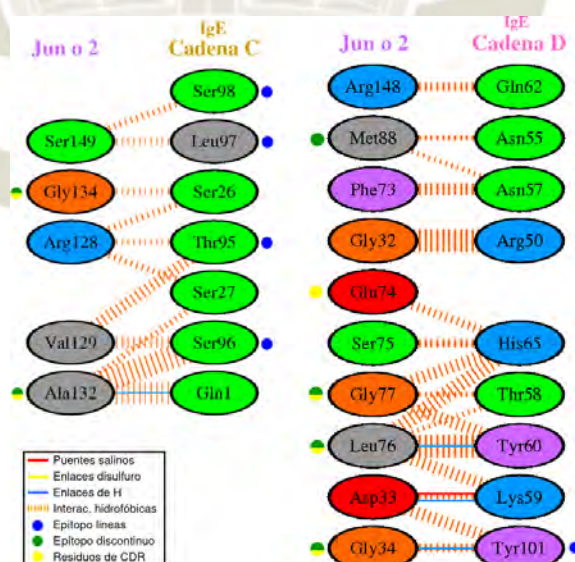 Jun o 2
IgE
Cadena C
Ser98
Ser149
Leu97
Gly134
Ser26
Arg128
Thr95
Ser27
Val129
Ser96
Ala132
Gln1
Puentes salinos
Enlaces disulfuro
Enlaces de H
Interac. hidrofóbicas
Epítopo lineas
Epítopo discontinuo
Residuos de CDR
Jun o 2
IgE
Cadena D
Arg148
Gln62
Met88
Asn55
Phe73
Asn57
Gly32
Arg50
Glu74
Ser75
His65
Gly77
Thr58
Leu76
Tyr60
Asp33
Lys59
Gly34
Tyr101